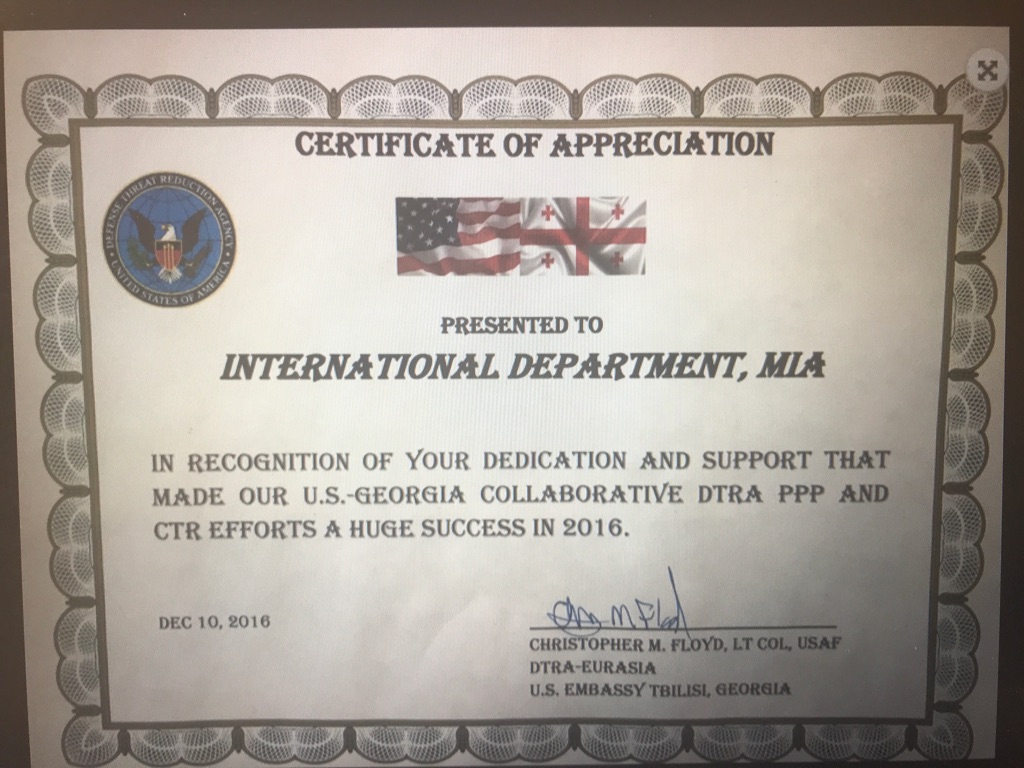 CERTIFICATE OF APPRECIATION
DEFENSE THREAT REDUCTION AGENCY
UNITED STATES OF AMERICA
PRESENTED TO
INTERNATIONAL DEPARTMENT, MIA
IN RECOGNITION OF YOUR DEDICATION AND SUPPORT THAT
MADE OUR U.S.-GEORGIA COLLABORATIVE DTRA PPP AND
CTR EFFORTS A HUGE SUCCESS IN 2016.
DEC 10, 2016
CHRISTOPHER M. FLOYD, LT COL, USAF
DTRA-EURASIA
U.S. EMBASSY TBILISI, GEORGIA